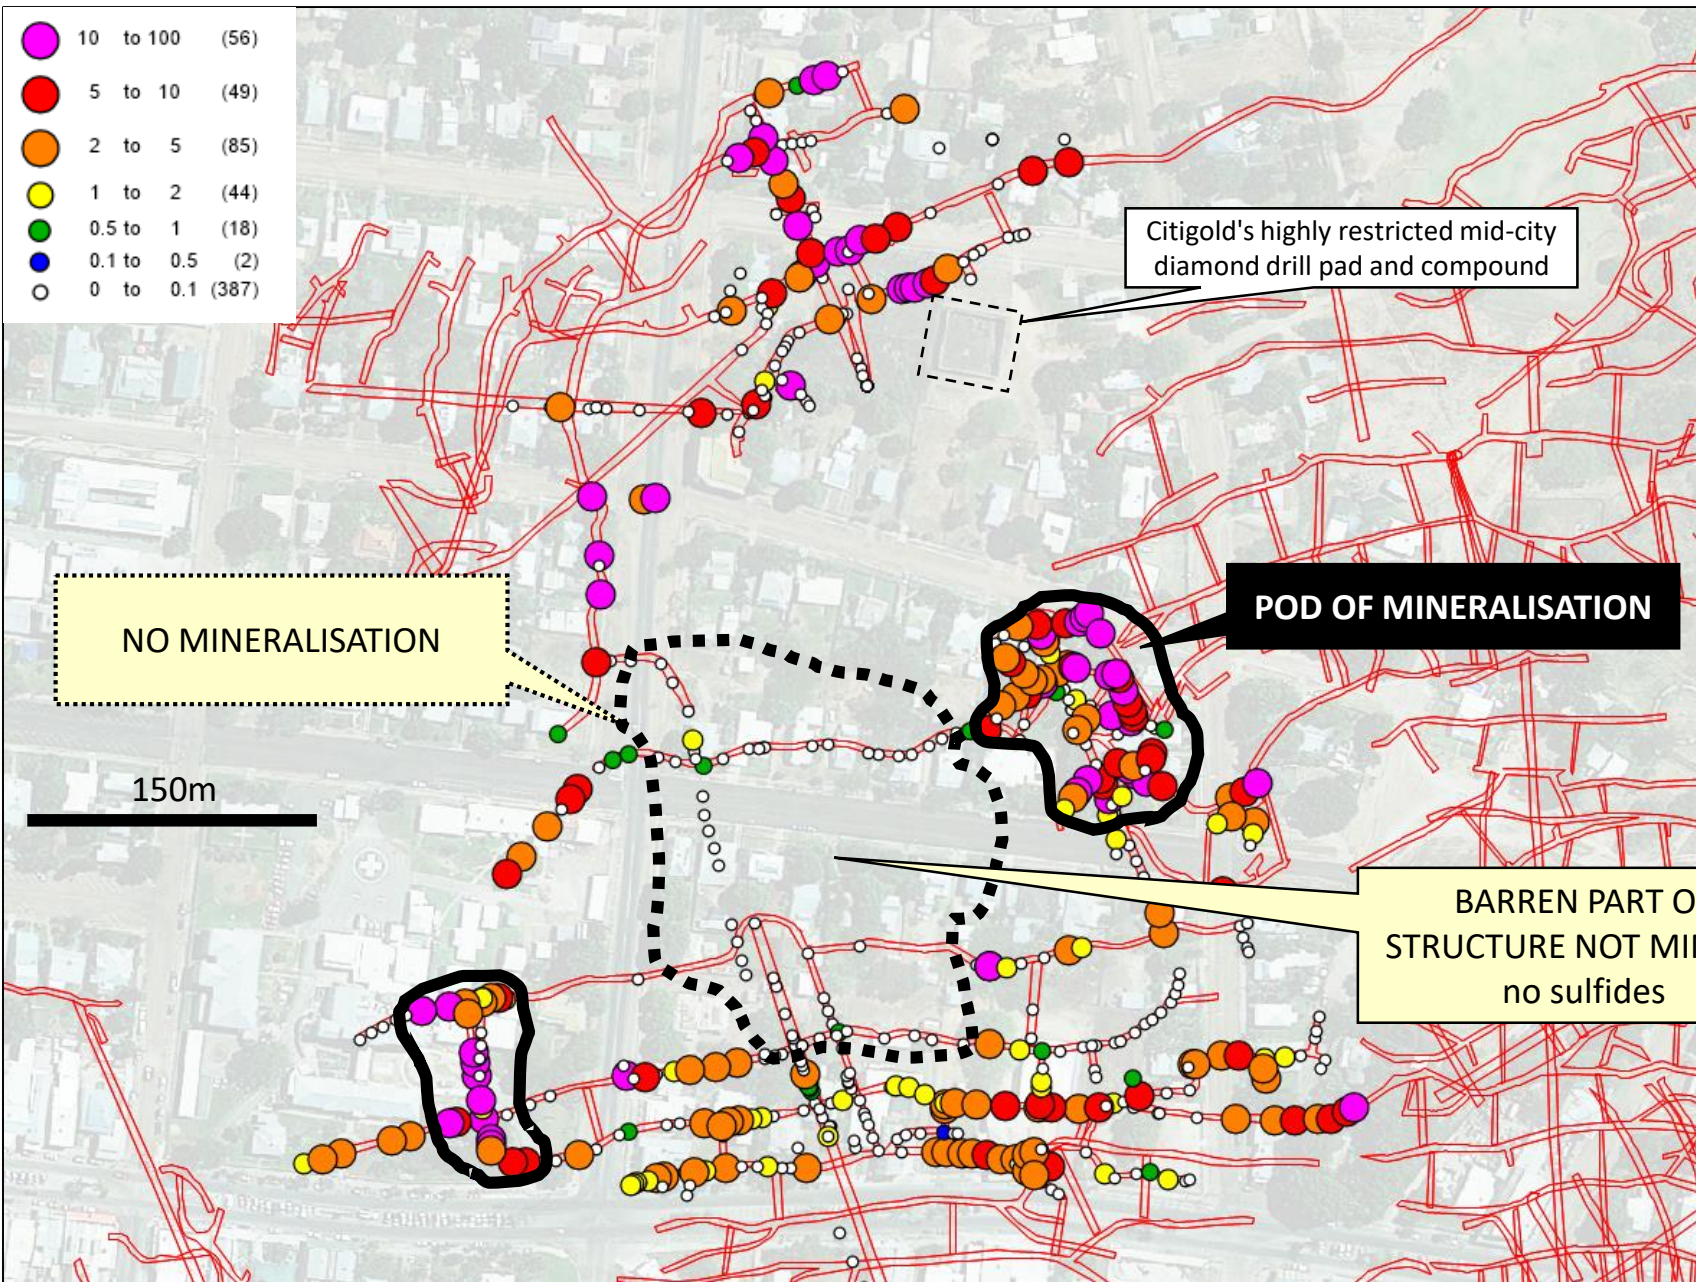 10 to 100 (56)
5 to 10 (49)
2 to 5 (85)
1 to 2 (44)
0.5 to 1 (18)
0.1 to 0.5 (2)
0 to 0.1 (387)
Citigold's highly restricted mid-city
diamond drill pad and compound
NO MINERALISATION
POD OF MINERALISATION
150m
BARREN PART O
STRUCTURE NOT MI
no sulfides